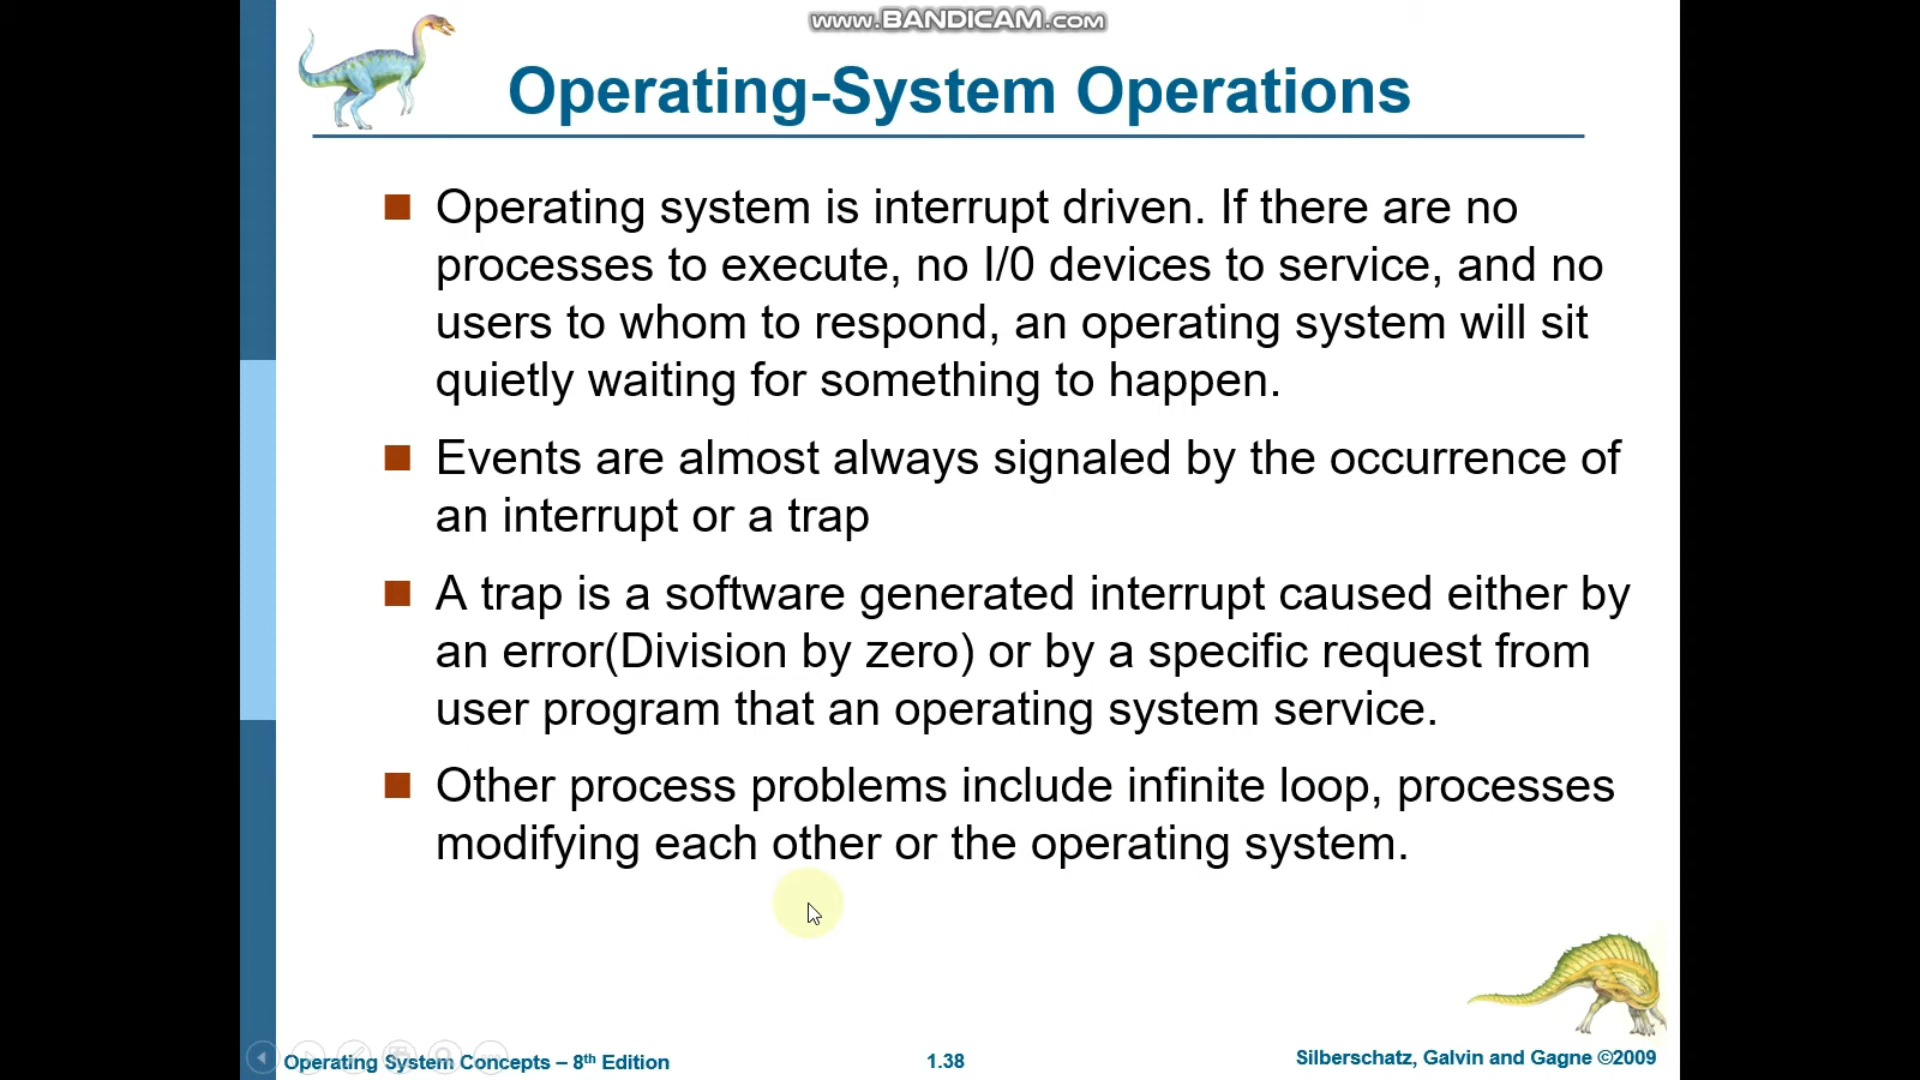 www.BANDICAM.com
Operating-System Operations
Operating system is interrupt driven. If there are no
processes to execute, no I/0 devices to service, and no
users to whom to respond, an operating system will sit
quietly waiting for something to happen.
Events are almost always signaled by the occurrence of
an interrupt or a trap
A trap is a software generated interrupt caused either by
an error(Division by zero) or by a specific request from
user program that an operating system service.
Other process problems include infinite loop, processes
modifying each other or the operating system.
Operating System Concepts – 8th Edition
1.38
Silberschatz, Galvin and Gagne ©2009